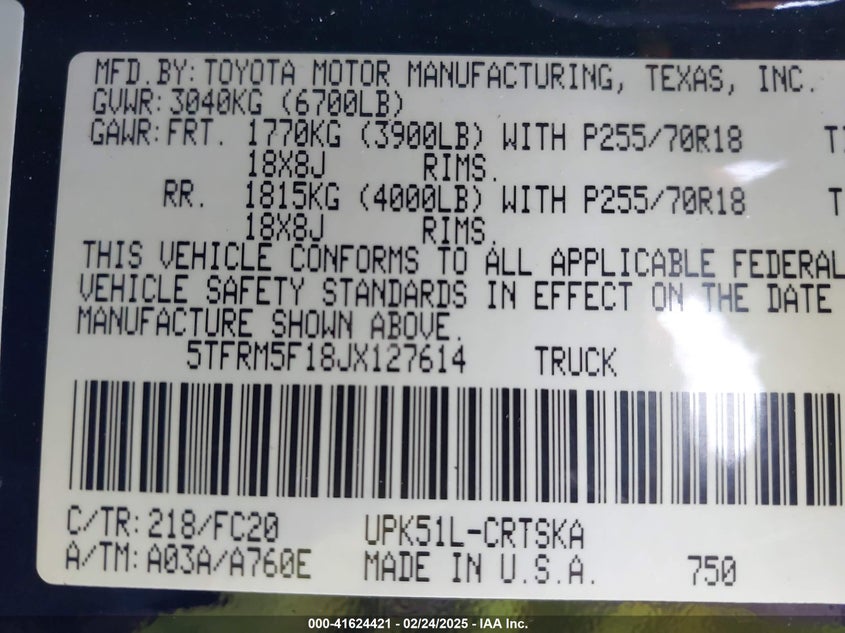 MFD.BY: TOYOTA MOTOR MANUFACTURING, TEXAS, INC.
GVWR: 3040KG (6700LB)
GAWR: FRT. 1770KG (3900LB) WITH P255/70R18
18X8J RIMS.
RR. 1815KG (4000LB) WITH P255/70R18
18X8J RIMS.
THIS VEHICLE CONFORMS TO ALL APPLICABLE FEDERAL
VEHICLE SAFETY STANDARDS IN EFFECT ON THE DATE
MANUFACTURE SHOWN ABOVE.
5TFRM5F18JX127614 TRUCK
C/TR: 218/FC20 UPK51L-CRTSKA
A/TM: A03A/A760E MADE IN U.S.A. 750
000-41624421 - 02/24/2025 - IAA Inc.